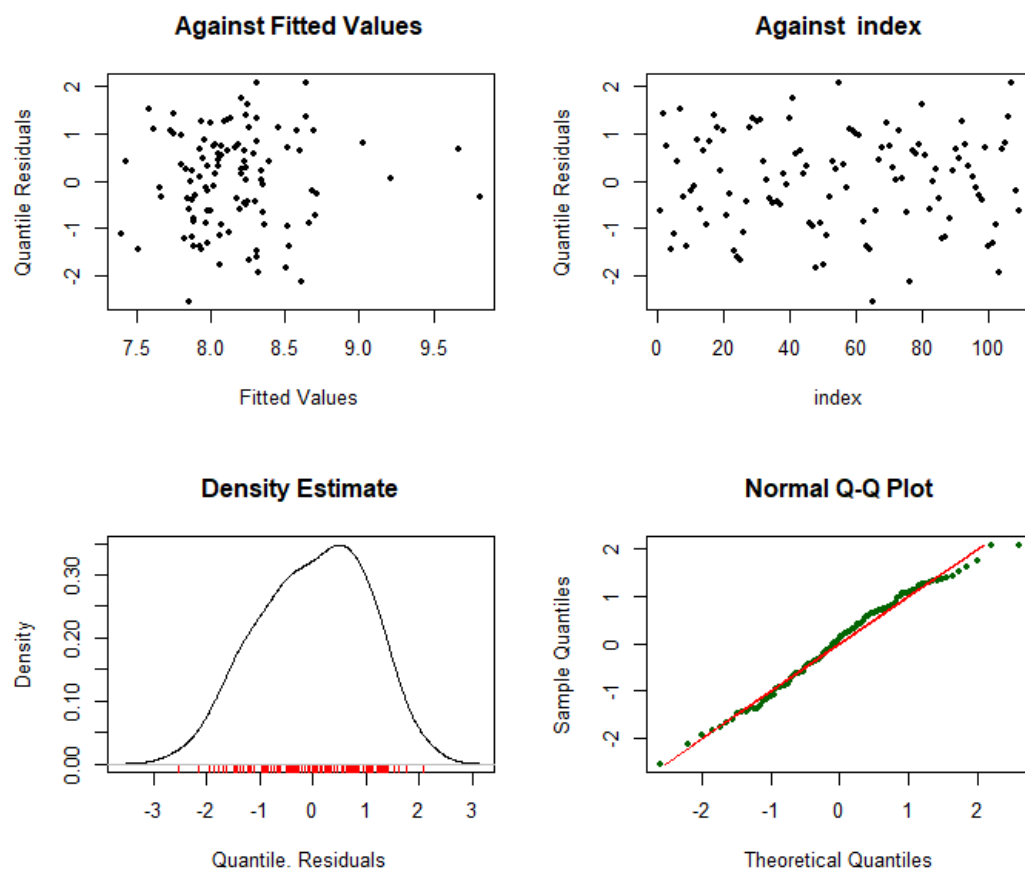 Against Fitted Values
Quantile Residuals
2
1
0
-1
-2
7.5 8.0 8.5 9.0 9.5
Fitted Values
Against index
Quantile Residuals
2
1
0
-1
-2
0 20 40 60 80 100
index
Density Estimate
Density
0.30
0.20
0.10
0.00
-3 -2 -1 0 1 2 3
Quantile. Residuals
Normal Q-Q Plot
Sample Quantiles
2
1
0
-1
-2
-2 -1 0 1 2
Theoretical Quantiles